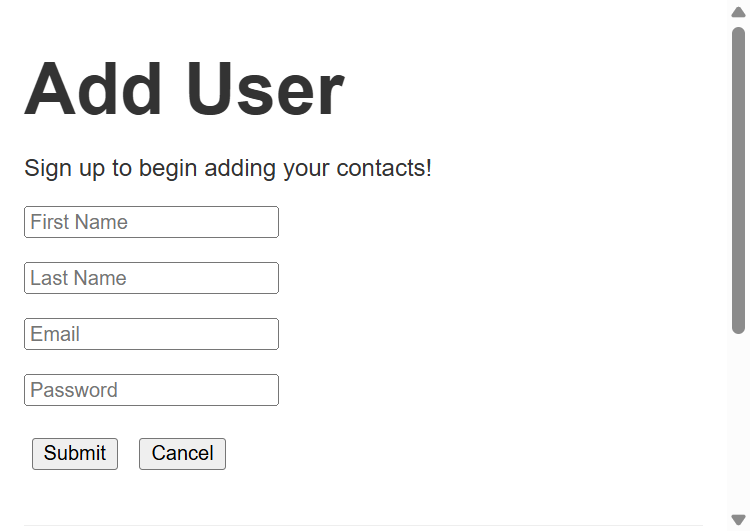 Add User
Sign up to begin adding your contacts!
First Name
Last Name
Email
Password
Submit Cancel